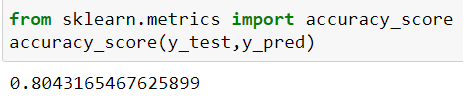 from sklearn.metrics import accuracy_score
accuracy_score(y_test,y_pred)
0.8043165467625899